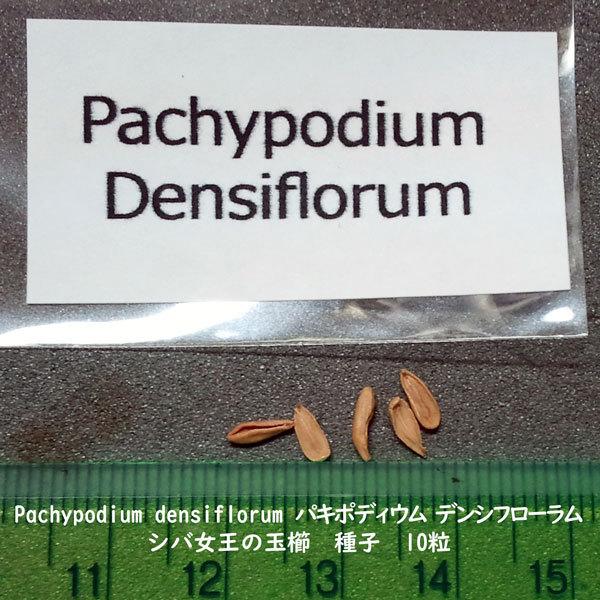 Pachypodium
Densiflorum
Pachypodium densiflorum パキポディウム デンシフローラム
シバ女王の玉櫛　種子　10粒
11 12 13 14 15